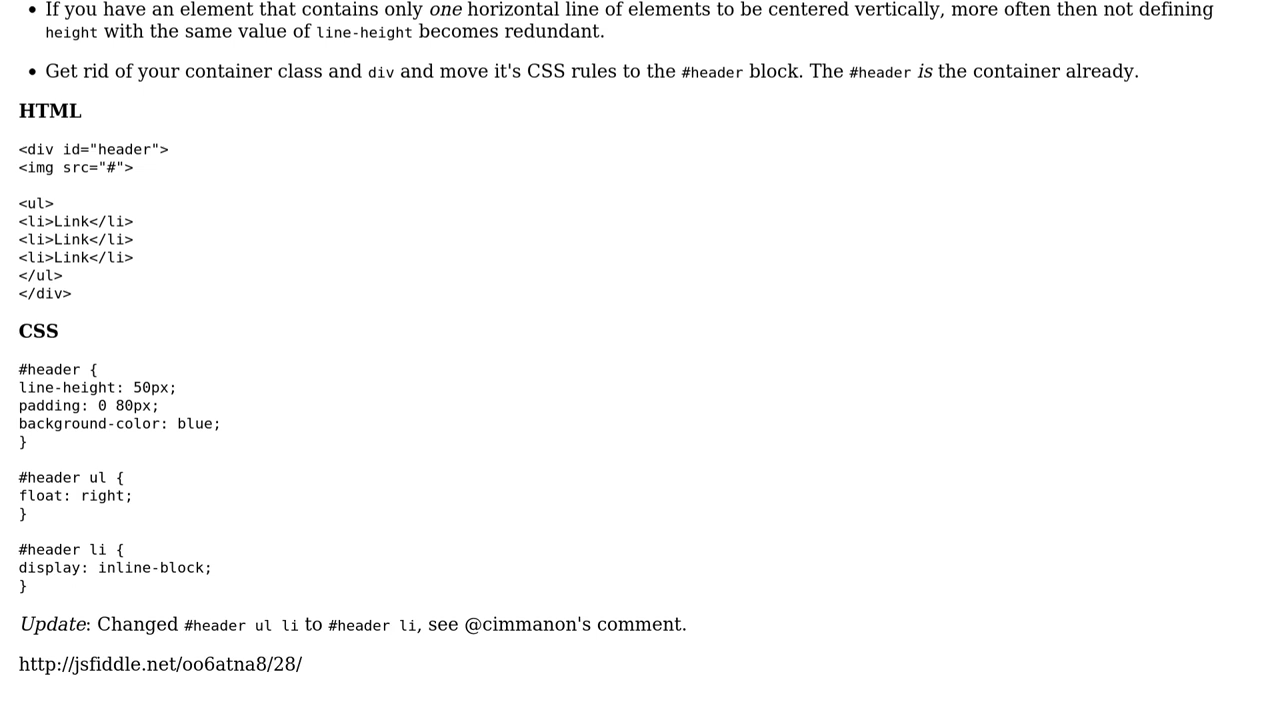 • If you have an element that contains only one horizontal line of elements to be centered vertically, more often then not defining
height with the same value of line-height becomes redundant.
• Get rid of your container class and div and move it's CSS rules to the #header block. The #header is the container already.
HTML
<div id="header">
<img src="#">
<ul>
<li>Link</li>
<li>Link</li>
<li>Link</li>
</ul>
</div>
CSS
#header {
line-height: 50px;
padding: 0 80px;
background-color: blue;
}
#header ul {
float: right;
}
#header li {
display: inline-block;
}
Update: Changed #header ul li to #header li, see @cimmanon's comment.
http://jsfiddle.net/oo6atna8/28/